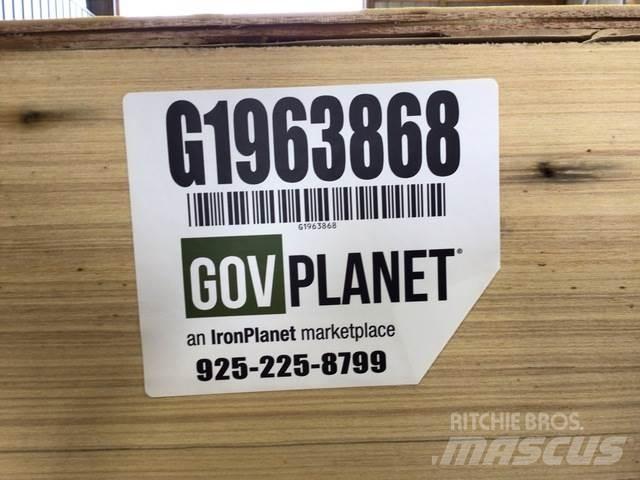 G1963868
G1963868
GOV PLANET®
an IronPlanet marketplace
925-225-8799
RITCHIE BROS.
MASCUS